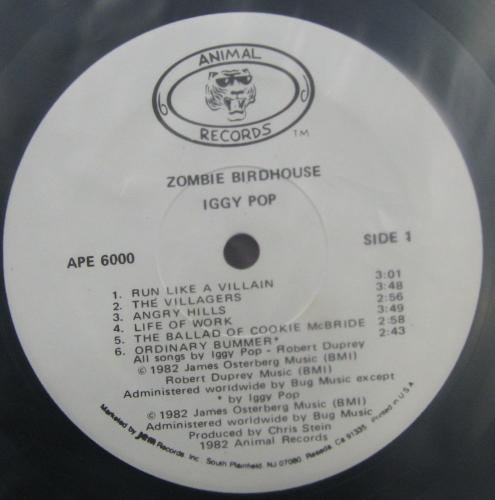 ANIMAL
RECORDS TM
ZOMBIE BIRDHOUSE
IGGY POP
APE 6000
SIDE 1
1. RUN LIKE A VILLAIN 3:01
2. THE VILLAGERS 3:48
3. ANGRY HILLS 2:56
4. LIFE OF WORK 3:49
5. THE BALLAD OF COOKIE McBRIDE 2:58
6. ORDINARY BUMMER* 2:43
All songs by Iggy Pop - Robert Duprey
© 1982 James Osterberg Music (BMI)
Robert Duprey Music (BMI)
Administered worldwide by Bug Music except
* by Iggy Pop
© 1982 James Osterberg Music (BMI)
Administered worldwide by Bug Music
Produced by Chris Stein
1982 Animal Records
Marketed by JEM Records, Inc. South Plainfield, NJ 07080 Reseda, Ca 91335 Printed in U.S.A.